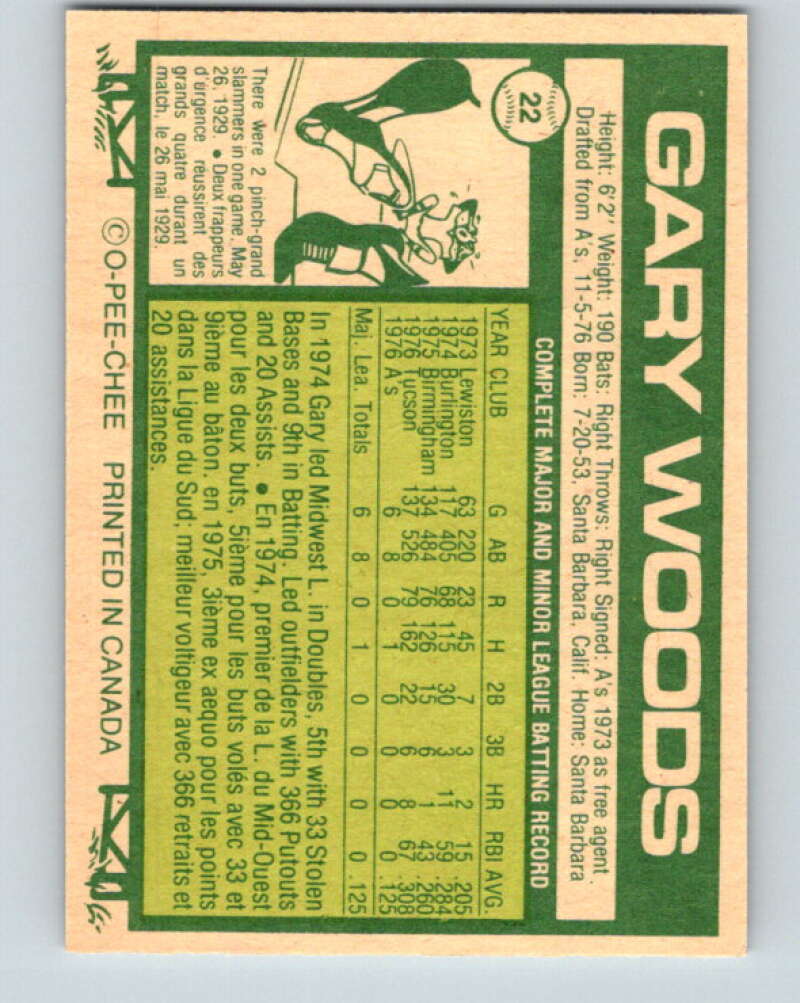 22
GARY WOODS
Height: 6'2" Weight: 190 Bats: Right Throws: Right Signed: A's 1973 as free agent.
Drafted from A's, 11-5-76 Born: 7-20-53, Santa Barbara, Calif. Home: Santa Barbara
COMPLETE MAJOR AND MINOR LEAGUE BATTING RECORD
YEAR CLUB G AB R H 2B 3B HR RBI AVG.
1973 Lewiston 63 220 23 45 7 3 2 15 .205
1974 Burlington 117 405 68 115 30 3 11 59 .284
1975 Birmingham 134 484 76 126 15 6 1 43 .260
1976 Tucson 137 526 79 162 22 6 8 67 .308
1976 A's 6 8 0 1 0 0 0 0 .125
Maj. Lea. Totals 6 8 0 1 0 0 0 0 .125
In 1974 Gary led Midwest L. in Doubles, 5th with 33 Stolen
Bases and 9th in Batting. Led outfielders with 366 Putouts
and 20 Assists. • En 1974, premier de la L. du Mid-Ouest
pour les deux buts, 5ième pour les buts volés avec 33 et
9ième au bâton. en 1975, 3ième ex aequo pour les points
dans la Ligue du Sud; meilleur voltigeur avec 366 retraits et
20 assistances.
There were 2 pinch-grand
slammers in one game, May
26, 1929. • Deux frappeurs
d'urgence réussirent des
grands quatre durant un
match, le 26 mai 1929.
©O-PEE-CHEE PRINTED IN CANADA